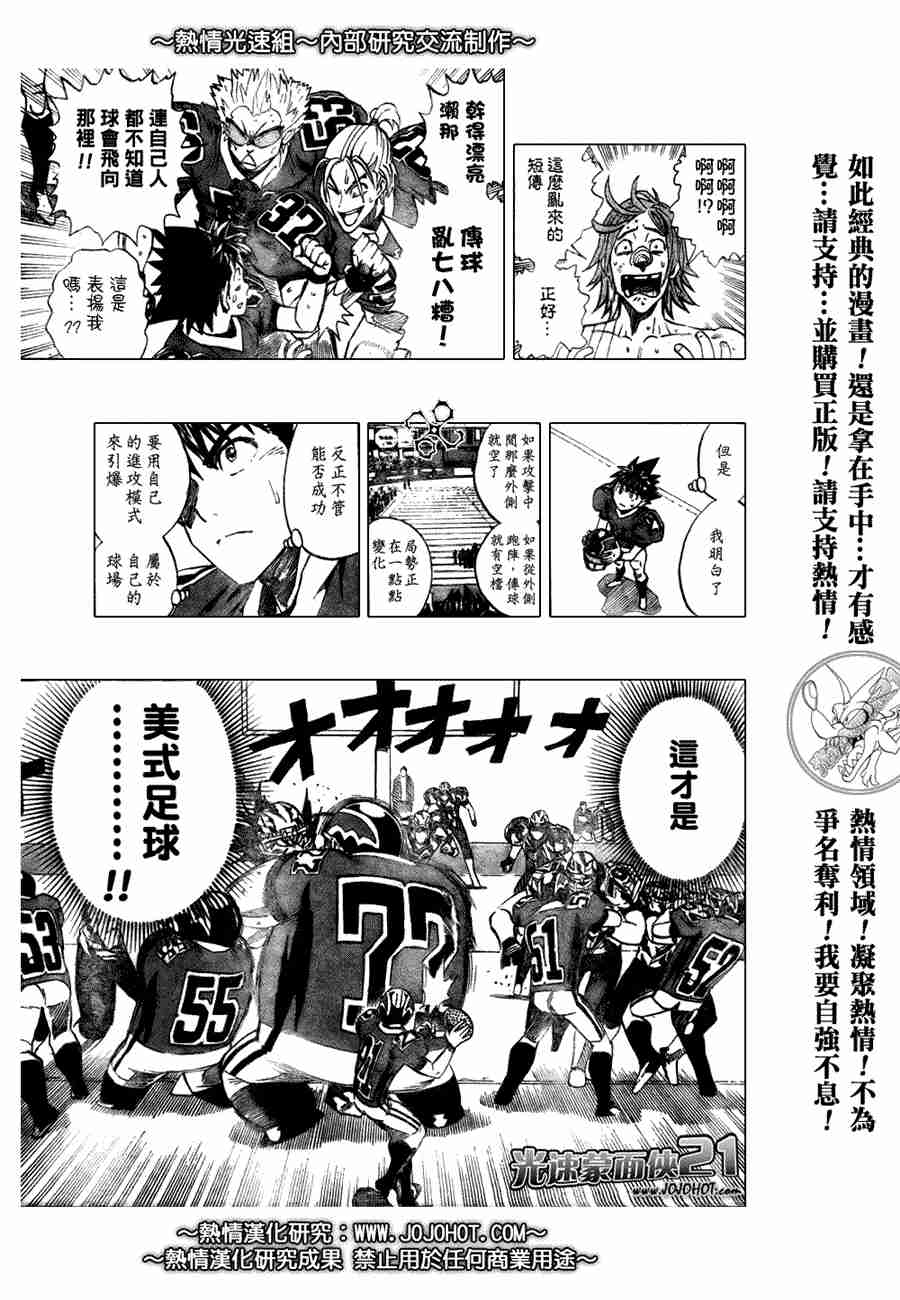 ～熱情光速組～內部研究交流制作～
啊啊啊啊
啊啊!?
這麼亂來的
短傳
正好…
幹得漂亮
瀨那
傳球
亂七八糟！
連自己人
都不知道
球會飛向
那裡!!
這是
表揚我
嗎…??
但是
我明白了
如果攻擊中
間那麼外側
就空了
如果從外側
跑陣，傳球
就有空檔
局勢正
在一點點
變化
反正不管
能否成功
要用自己
的進攻模式
來引爆
屬於
自己的
球場
這才是
美式足球
………!!
オオオオオ
37
53
55
77
21
51
52
光速蒙面俠21
www.JOJOHOT.com
如此經典的漫畫！還是拿在手中…才有感
覺…請支持…並購買正版！請支持熱情！
熱情領域！凝聚熱情！不為
爭名奪利！我要自強不息！
～熱情漢化研究：www.JOJOHOT.com～
～熱情漢化研究成果 禁止用於任何商業用途～